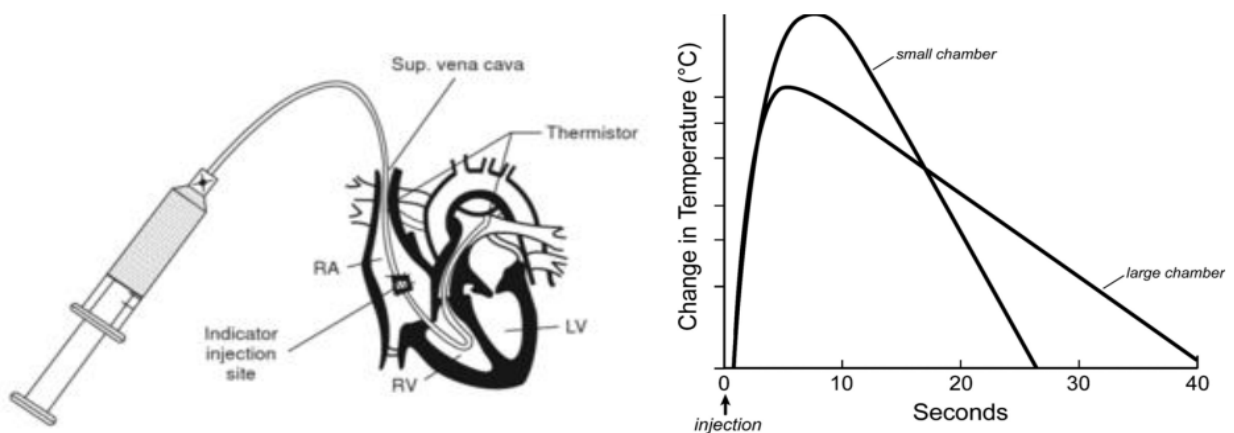 Sup. vena cava
Thermistor
RA
Indicator
injection
site
RV
LV
Change in Temperature (°C)
small chamber
large chamber
0
10
20
30
40
injection
Seconds